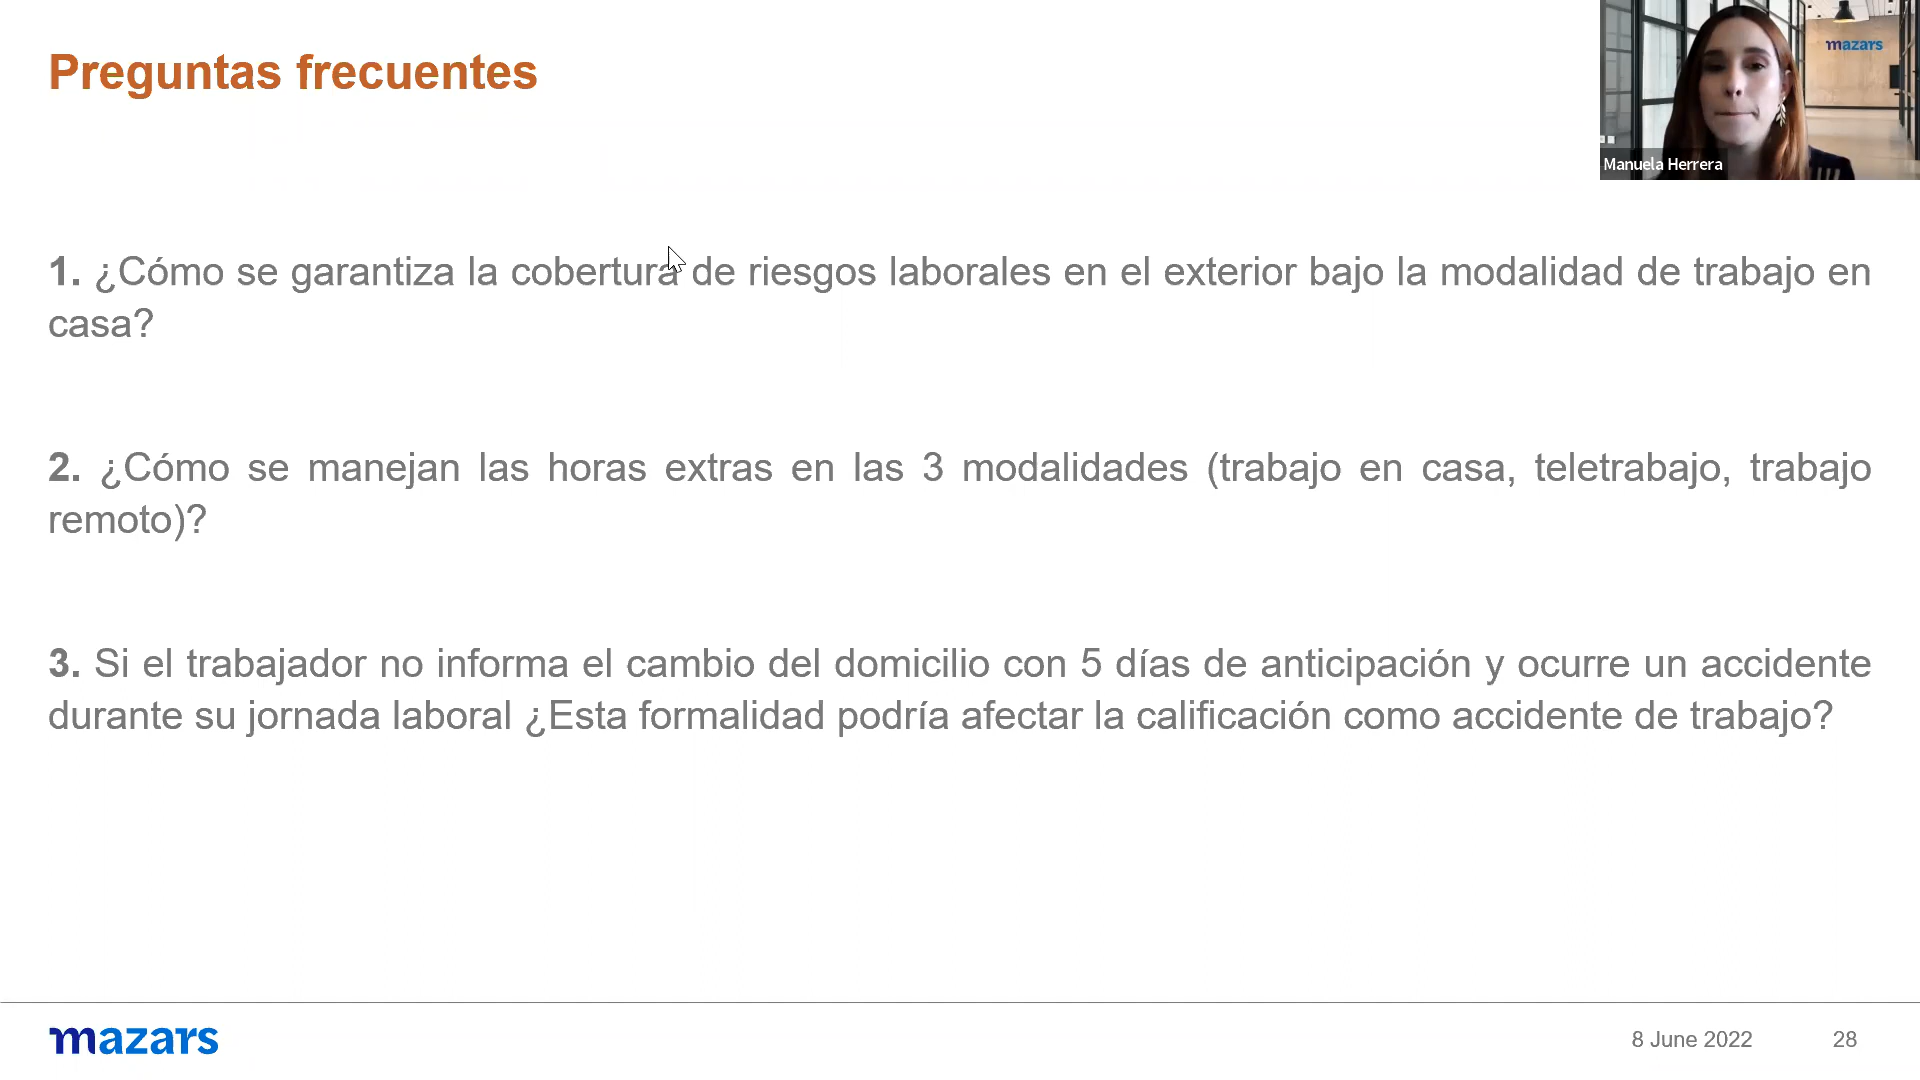 Preguntas frecuentes
mazars
Manuela Herrera
1. ¿Cómo se garantiza la cobertura de riesgos laborales en el exterior bajo la modalidad de trabajo en
casa?
2. ¿Cómo se manejan las horas extras en las 3 modalidades (trabajo en casa, teletrabajo, trabajo
remoto)?
3. Si el trabajador no informa el cambio del domicilio con 5 días de anticipación y ocurre un accidente
durante su jornada laboral ¿Esta formalidad podría afectar la calificación como accidente de trabajo?
mazars
8 June 2022
28